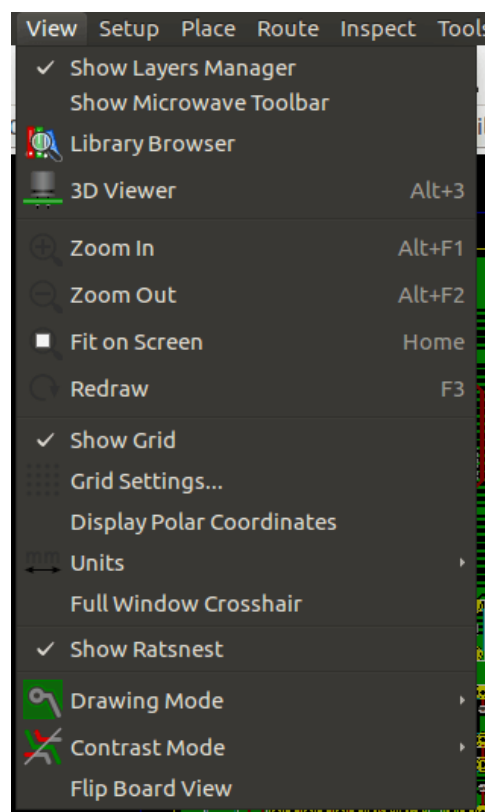 View Setup Place Route Inspect Tools
Show Layers Manager
Show Microwave Toolbar
Library Browser
3D Viewer Alt+3
Zoom In Alt+F1
Zoom Out Alt+F2
Fit on Screen Home
Redraw F3
Show Grid
Grid Settings...
Display Polar Coordinates
mm
Units
Full Window Crosshair
Show Ratsnest
Drawing Mode
Contrast Mode
Flip Board View